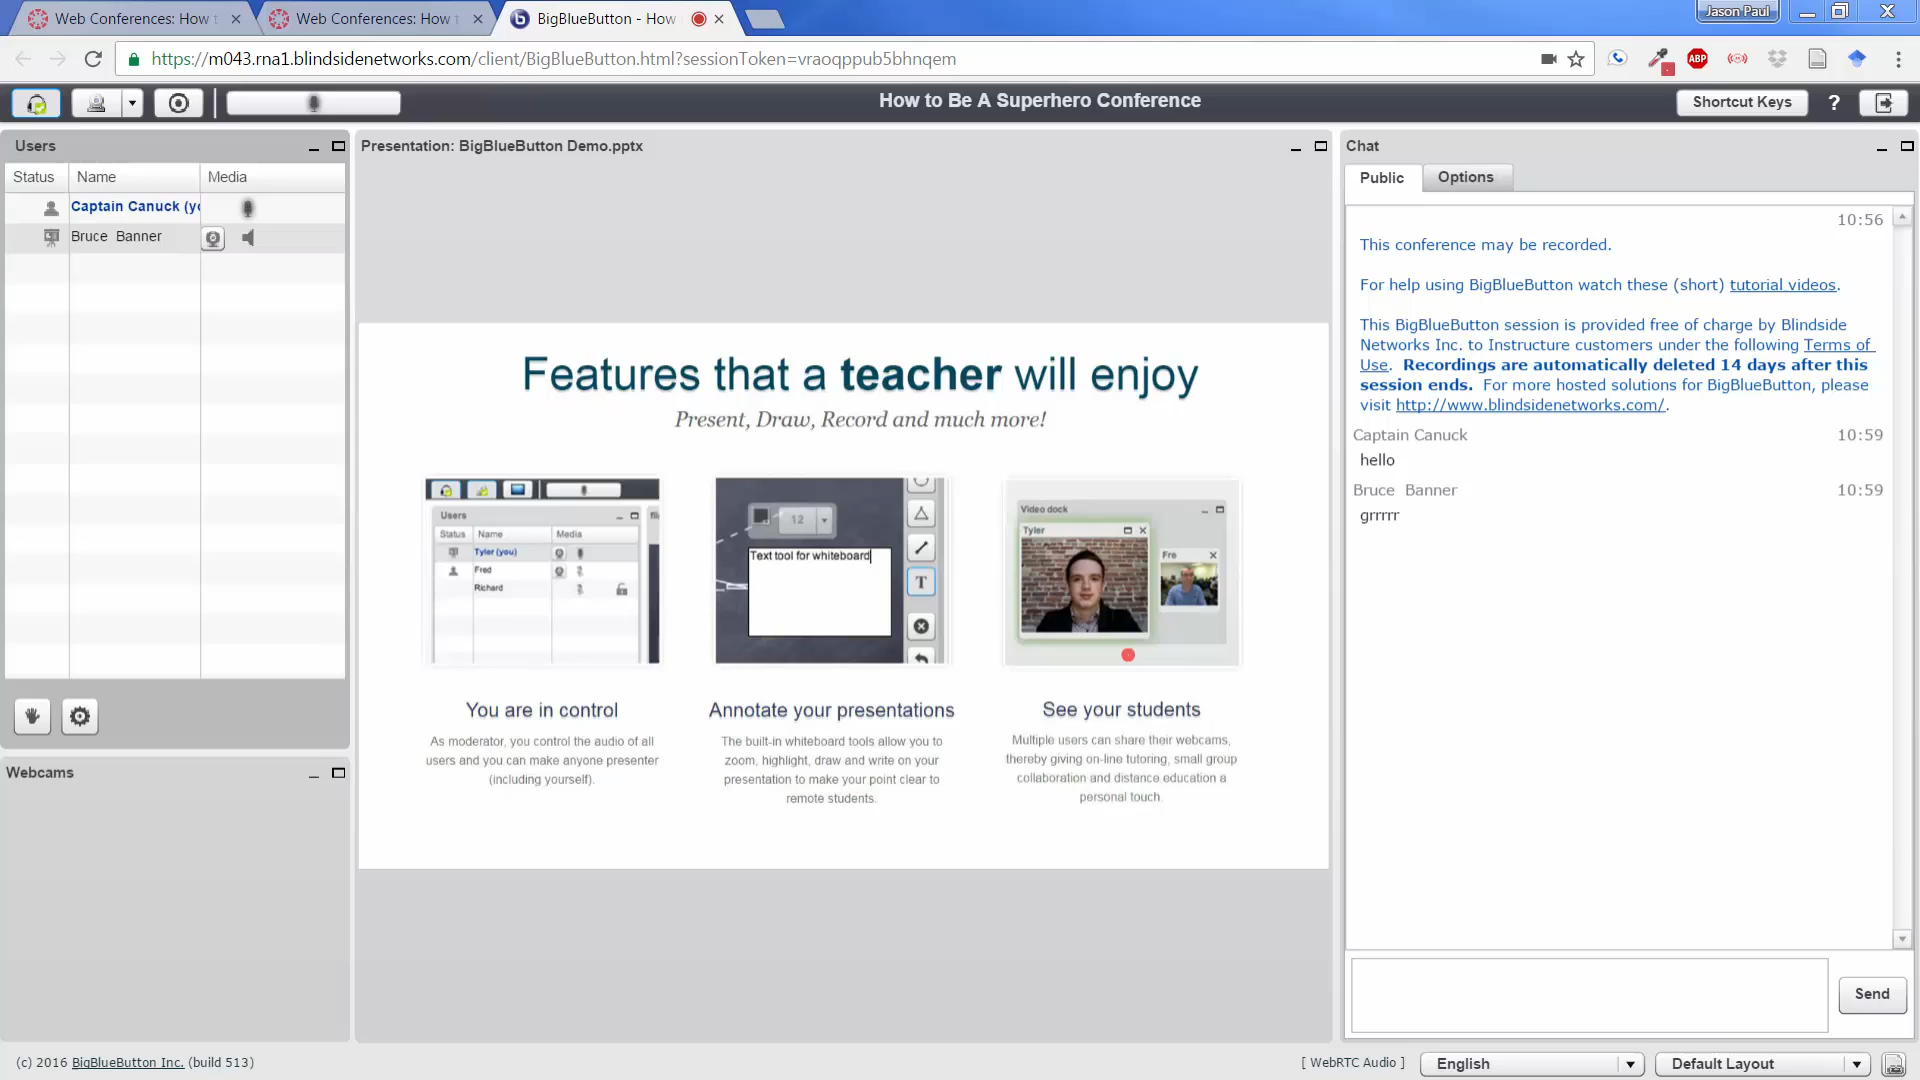 Web Conferences: How t
Web Conferences: How t
BigBlueButton - How
Jason Paul
https://m043.rna1.blindsidenetworks.com/client/BigBlueButton.html?sessionToken=vraoqppub5bhnqem
ABP
How to Be A Superhero Conference
Shortcut Keys
?
Users
Status Name Media
Captain Canuck (yo
Bruce Banner
Webcams
Presentation: BigBlueButton Demo.pptx
Features that a teacher will enjoy
Present, Draw, Record and much more!
Users
Status Name Media
Tyler (you)
Fred
Richard
12
Text tool for whiteboard
T
Video dock
Tyler
Fre
You are in control
As moderator, you control the audio of all
users and you can make anyone presenter
(including yourself).
Annotate your presentations
The built-in whiteboard tools allow you to
zoom, highlight, draw and write on your
presentation to make your point clear to
remote students.
See your students
Multiple users can share their webcams,
thereby giving on-line tutoring, small group
collaboration and distance education a
personal touch.
Chat
Public Options
10:56
This conference may be recorded.
For help using BigBlueButton watch these (short) tutorial videos.
This BigBlueButton session is provided free of charge by Blindside
Networks Inc. to Instructure customers under the following Terms of
Use. Recordings are automatically deleted 14 days after this
session ends. For more hosted solutions for BigBlueButton, please
visit http://www.blindsidenetworks.com/.
Captain Canuck 10:59
hello
Bruce Banner 10:59
grrrrr
Send
(c) 2016 BigBlueButton Inc. (build 513)
[ WebRTC Audio ]
English
Default Layout